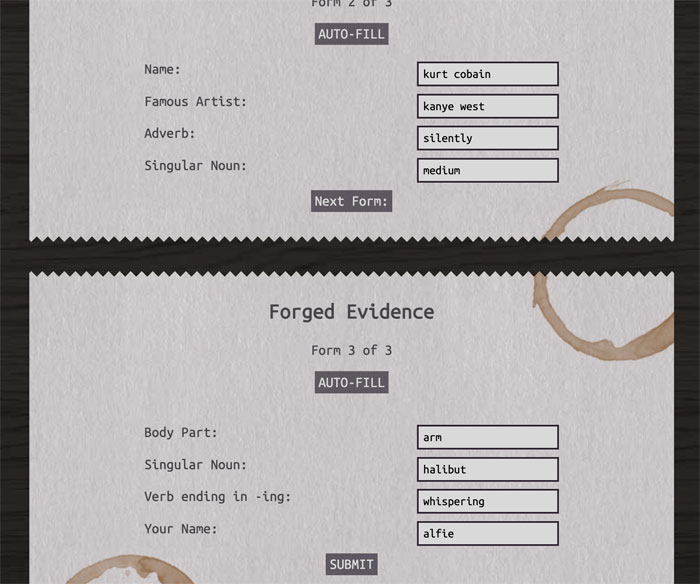 Form 2 of 3
AUTO-FILL
Name: kurt cobain
Famous Artist: kanye west
Adverb: silently
Singular Noun: medium
Next Form:
Forged Evidence
Form 3 of 3
AUTO-FILL
Body Part: arm
Singular Noun: halibut
Verb ending in -ing: whispering
Your Name: alfie
SUBMIT